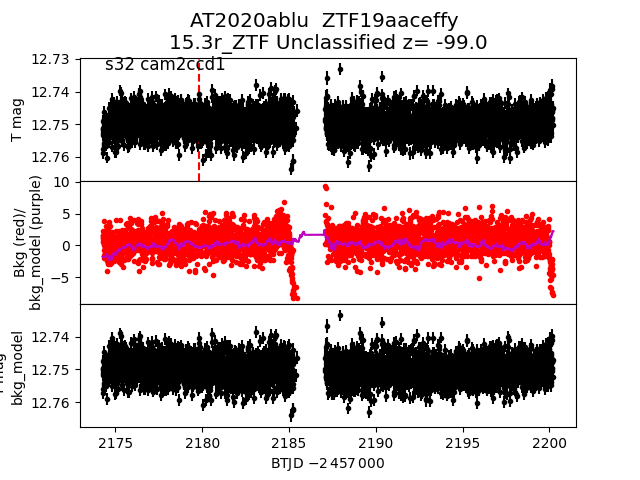 AT2020ablu ZTF19aaceffy
15.3r_ZTF Unclassified z= -99.0
s32 cam2ccd1
T mag
12.73
12.74
12.75
12.76
Bkg (red)/
bkg_model (purple)
10
5
0
−5
bkg_model
12.74
12.75
12.76
2175 2180 2185 2190 2195 2200
BTJD −2 457 000